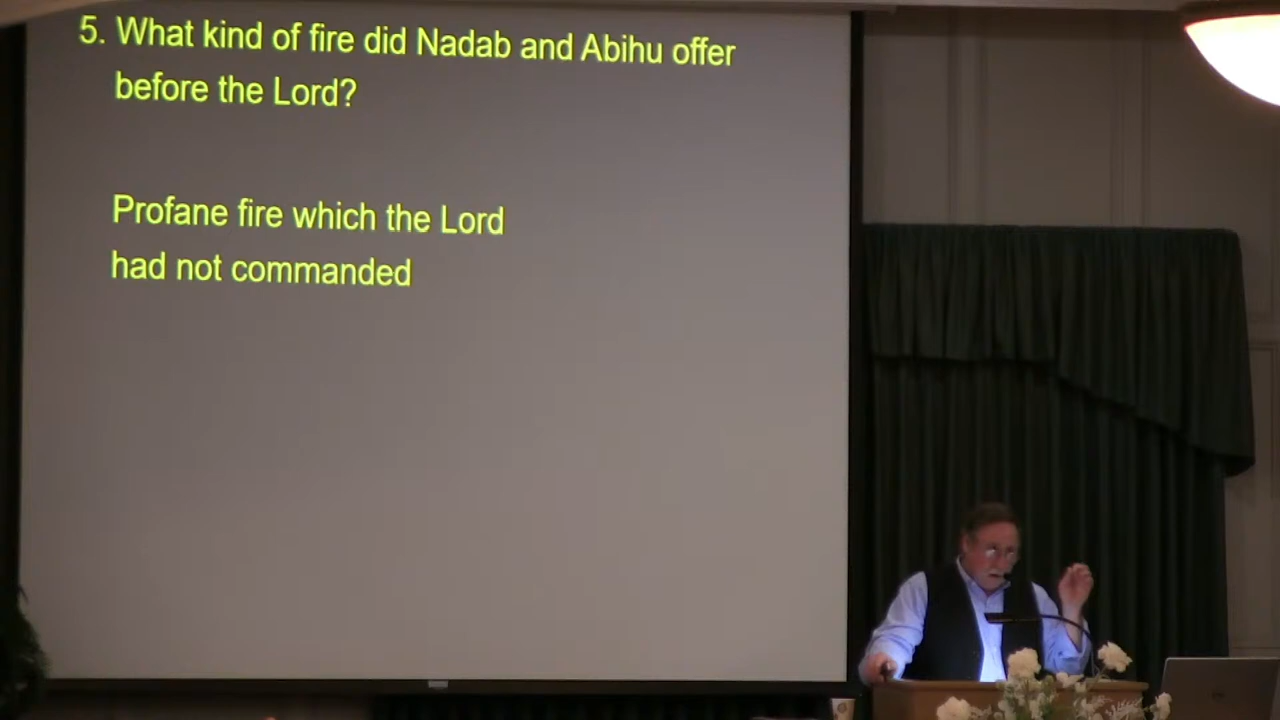 5. What kind of fire did Nadab and Abihu offer
before the Lord?
Profane fire which the Lord
had not commanded